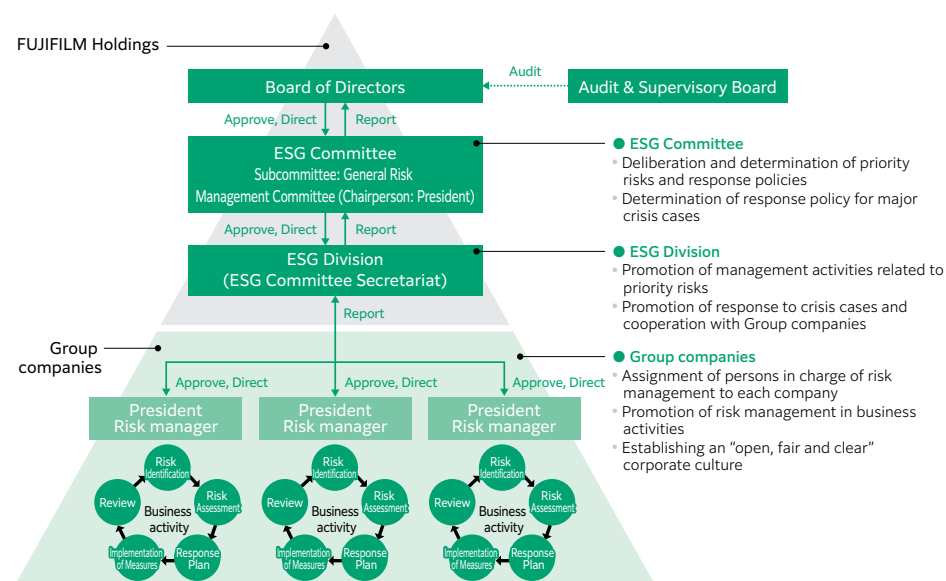 FUJIFILM Holdings
Board of Directors
Audit
Audit & Supervisory Board
Approve, Direct
Report
ESG Committee
Subcommittee: General Risk
Management Committee (Chairperson: President)
● ESG Committee
• Deliberation and determination of priority
risks and response policies
• Determination of response policy for major
crisis cases
Approve, Direct
Report
ESG Division
(ESG Committee Secretariat)
● ESG Division
• Promotion of management activities related to
priority risks
• Promotion of response to crisis cases and
cooperation with Group companies
Report
Group
companies
● Group companies
• Assignment of persons in charge of risk
management to each company
• Promotion of risk management in business
activities
• Establishing an “open, fair and clear”
corporate culture
Approve, Direct
Approve, Direct
Approve, Direct
President
Risk manager
President
Risk manager
President
Risk manager
Risk
Identification
Risk
Assessment
Response
Plan
Implementation
of Measures
Review
Business
activity
Risk
Identification
Risk
Assessment
Response
Plan
Implementation
of Measures
Review
Business
activity
Risk
Identification
Risk
Assessment
Response
Plan
Implementation
of Measures
Review
Business
activity